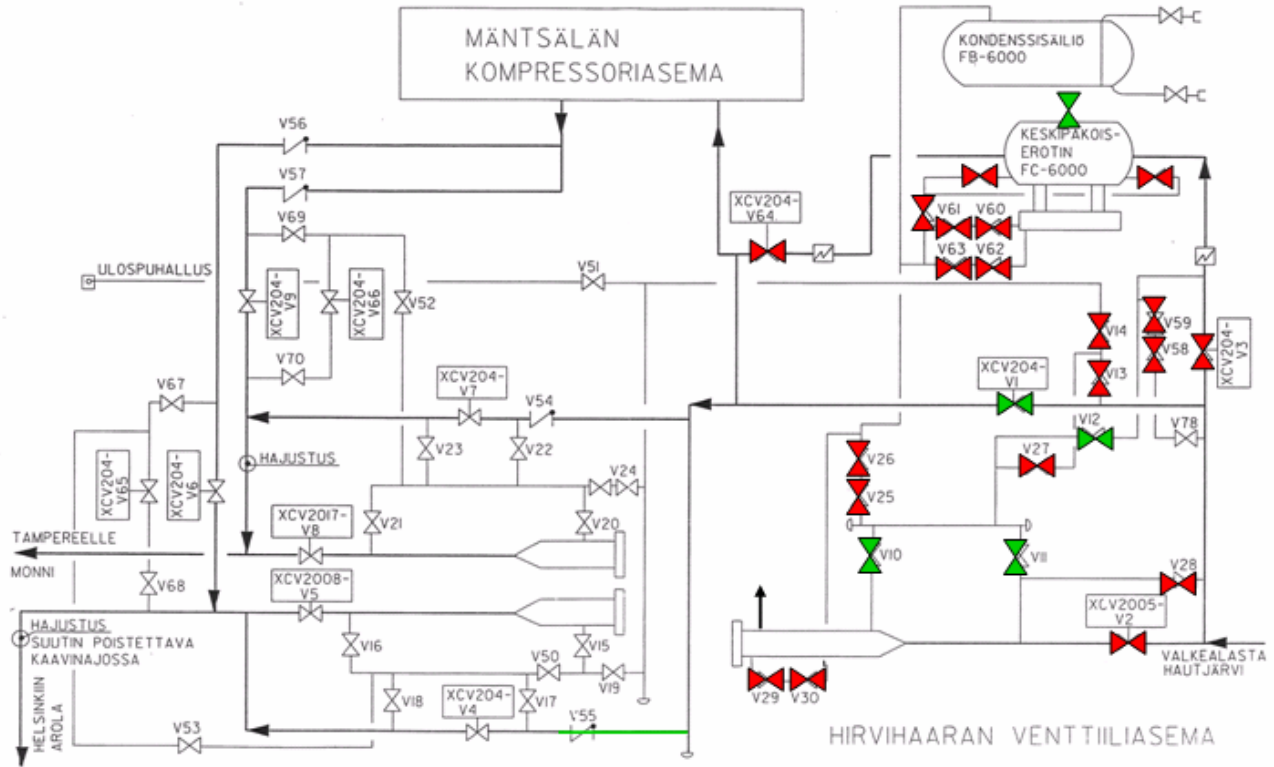 MÄNTSÄLÄN
KOMPRESSORIASEMA
KONDENSSISÄILIÖ
FB-6000
KESKIPAKOIS-
EROTIN
FC-6000
V56
V57
V69
XCV204-
V64.
V61
V60
V63
V62
ULOSPUHALLUS
V51
XCV204-
V9
XCV204-
V66
V52
V70
V14
V59
V58
XCV204-
V3
V13
V67
XCV204-
V7
V54
XCV204-
V1
V12
V78
V23
V22
V27
HAJUSTUS
XCV204-
V65
XCV204-
V6
V24
V26
V25
V21
V20
TAMPEREELLE
MONNI
XCV2017-
V8
V10
V11
V68
XCV2008-
V5
V28
XCV2005-
V2
HAJUSTUS
SUUTIN POISTETTAVA
KAAVINAJOSSA
V16
V15
VALKEALASTA
HAUTJÄRVI
V50
V19
V29
V30
V18
XCV204-
V4
V17
V55
V53
HELSINKIIN
AROLA
HIRVIHAARAN VENTTIILIASEMA